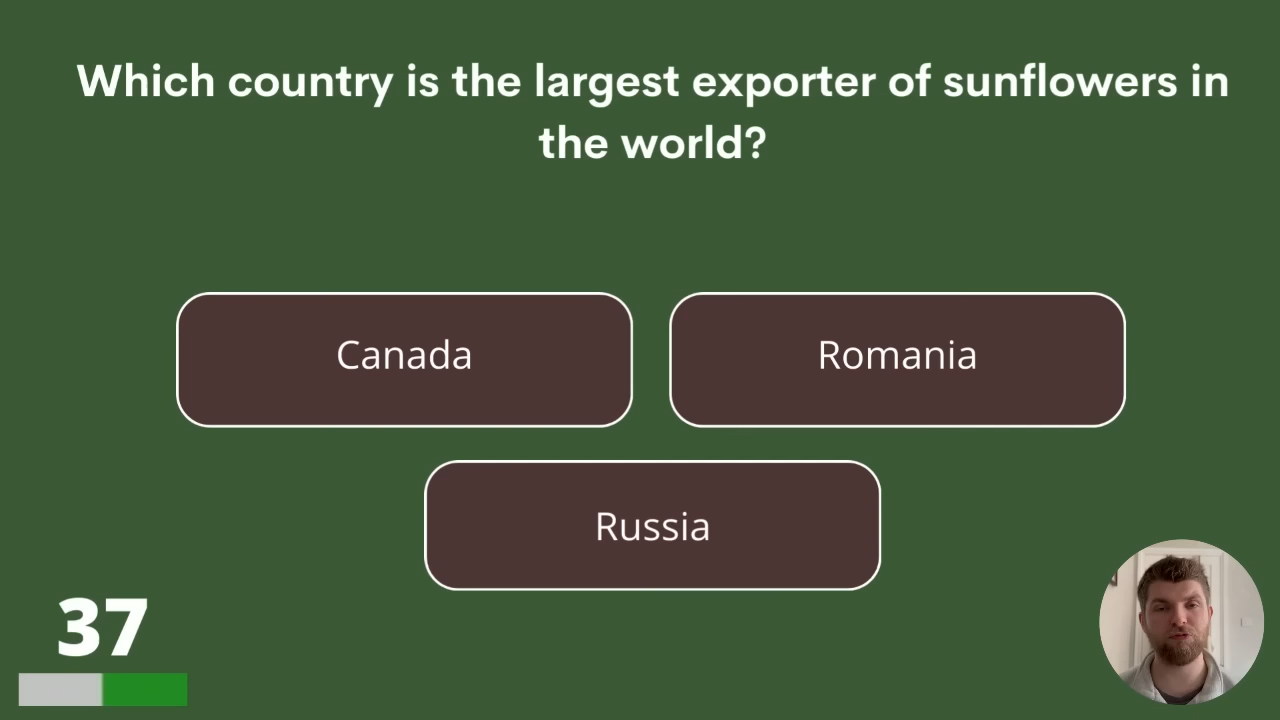 Which country is the largest exporter of sunflowers in
the world?
Canada
Romania
Russia
37